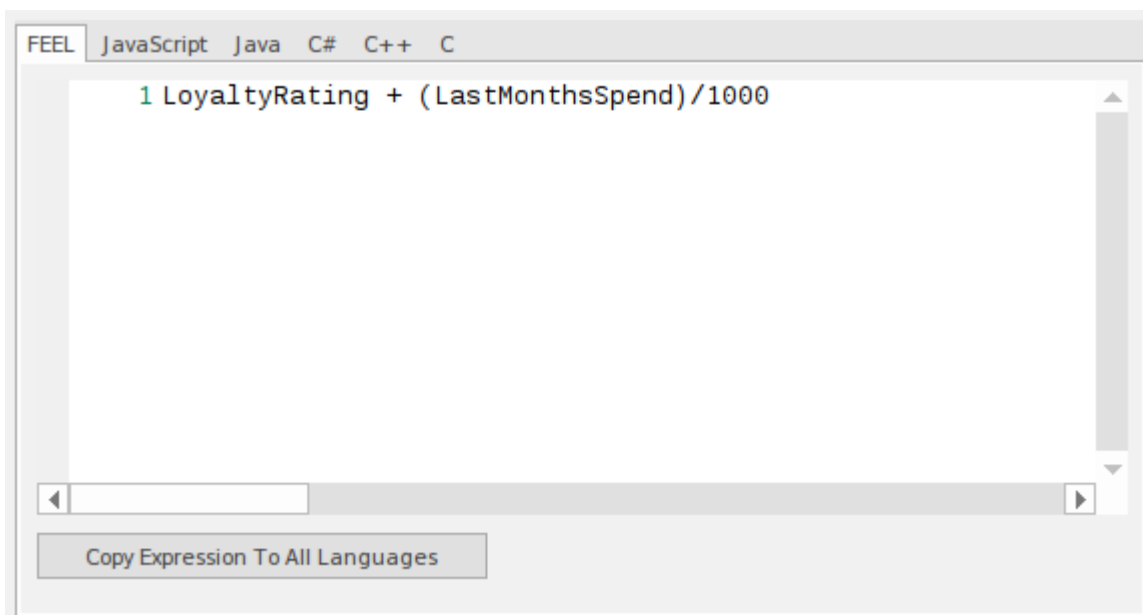 FEEL JavaScript Java C# C++ C
1 LoyaltyRating + (LastMonthsSpend)/1000
Copy Expression To All Languages